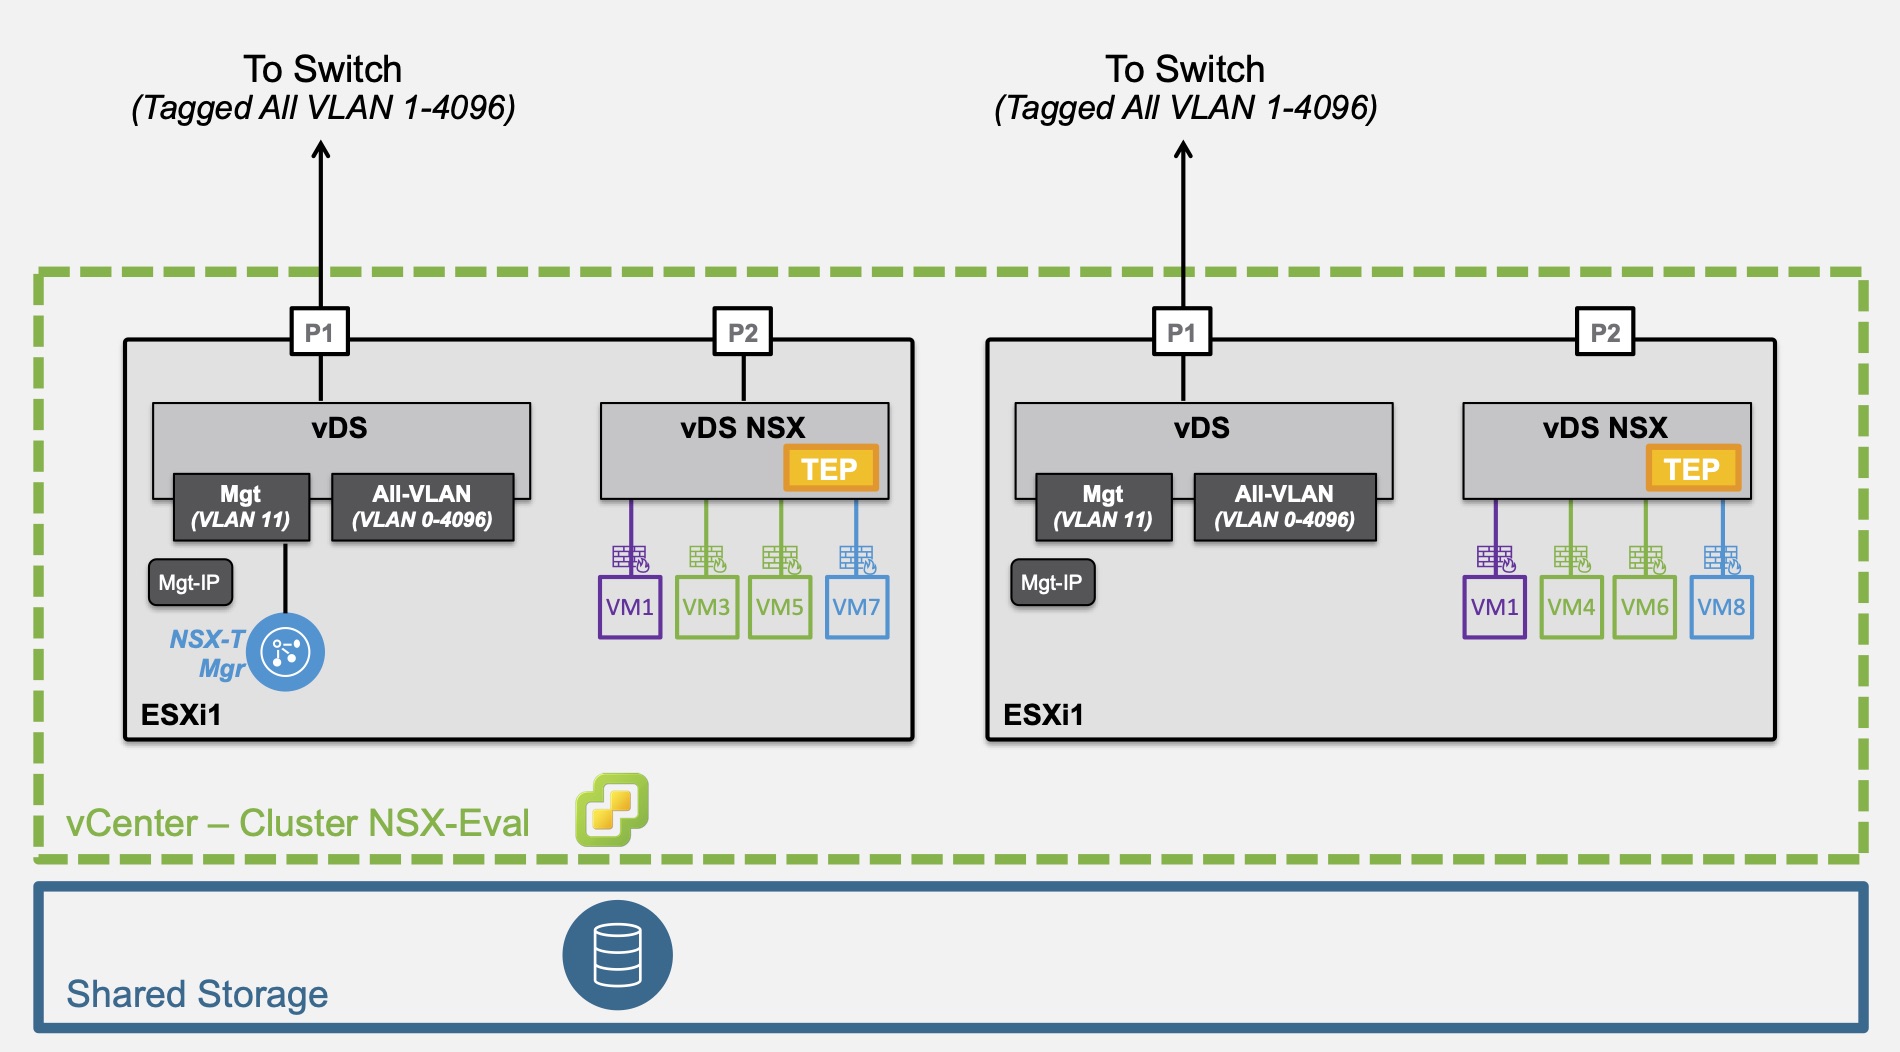 To Switch
(Tagged All VLAN 1-4096)
To Switch
(Tagged All VLAN 1-4096)
P1
P2
vDS
vDS NSX
TEP
Mgt
(VLAN 11)
All-VLAN
(VLAN 0-4096)
Mgt-IP
NSX-T
Mgr
VM1
VM3
VM5
VM7
ESXi1
P1
P2
vDS
vDS NSX
TEP
Mgt
(VLAN 11)
All-VLAN
(VLAN 0-4096)
Mgt-IP
VM1
VM4
VM6
VM8
ESXi1
vCenter – Cluster NSX-Eval
Shared Storage